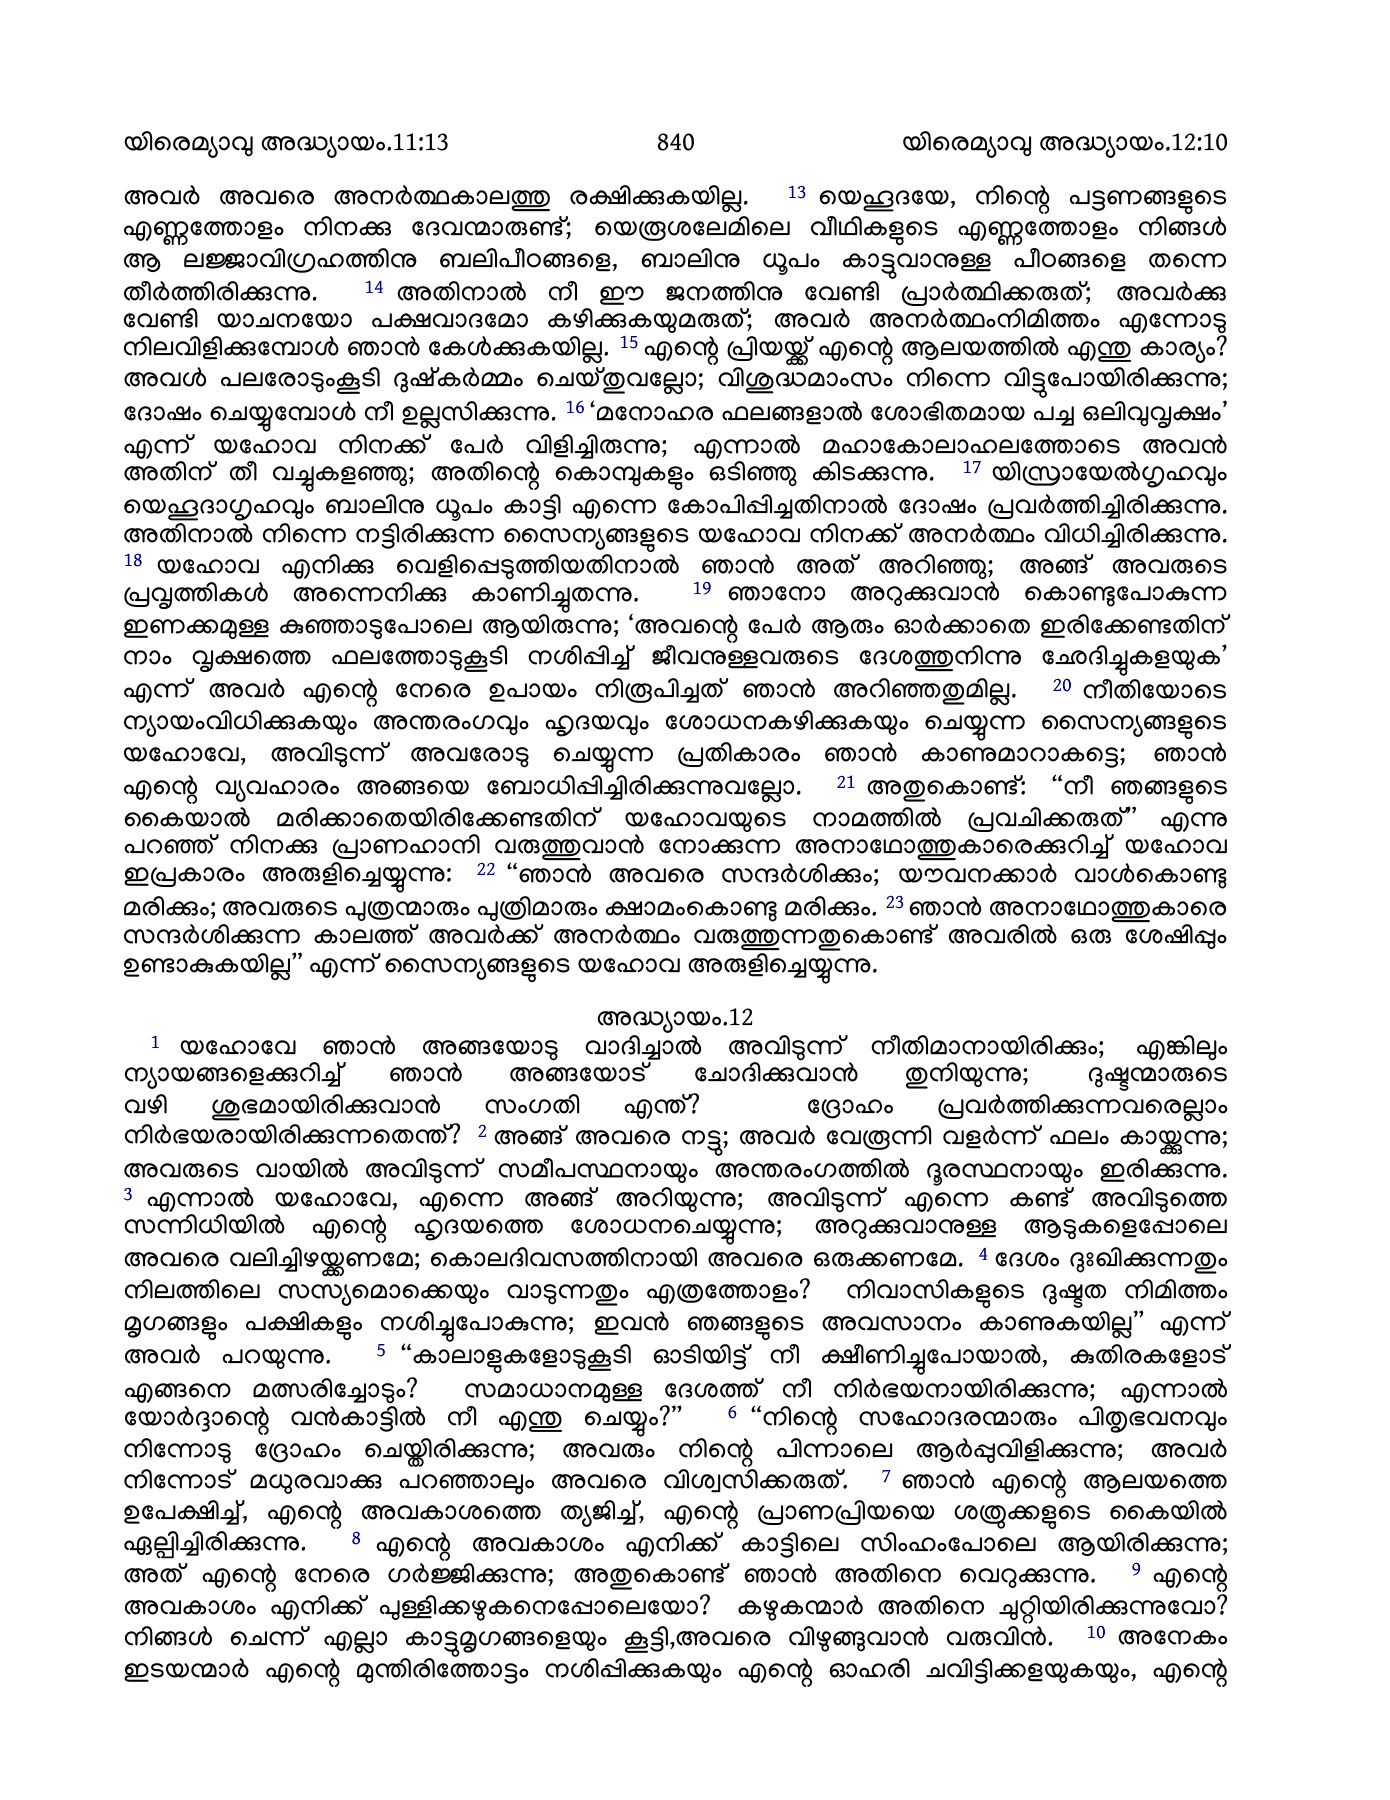 യിരെമ്യാവു അദ്ധ്യായം.11:13 840 യിരെമ്യാവു അദ്ധ്യായം.12:10
അവർ അവരെ അനർത്ഥകാലത്തു രക്ഷിക്കുകയില്ല. 13 യെഹൂദയേ, നിന്റെ പട്ടണങ്ങളുടെ
എണ്ണത്തോളം നിനക്കു ദേവന്മാരുണ്ട്; യെരൂശലേമിലെ വീഥികളുടെ എണ്ണത്തോളം നിങ്ങൾ
ആ ലജ്ജാവിഗ്രഹത്തിനു ബലിപീഠങ്ങളെ, ബാലിനു ധൂപം കാട്ടുവാനുള്ള പീഠങ്ങളെ തന്നെ
തീർത്തിരിക്കുന്നു. 14 അതിനാൽ നീ ഈ ജനത്തിനു വേണ്ടി പ്രാർത്ഥിക്കരുത്; അവർക്കു
വേണ്ടി യാചനയോ പക്ഷവാദമോ കഴിക്കുകയുമരുത്; അവർ അനർത്ഥംനിമിത്തം എന്നോടു
നിലവിളിക്കുമ്പോൾ ഞാൻ കേൾക്കുകയില്ല. 15 എന്റെ പ്രിയയ്ക്ക് എന്റെ ആലയത്തിൽ എന്തു കാര്യം?
അവൾ പലരോടുംകൂടി ദുഷ്കർമ്മം ചെയ്തുവല്ലോ; വിശുദ്ധമാംസം നിന്നെ വിട്ടുപോയിരിക്കുന്നു;
ദോഷം ചെയ്യുമ്പോൾ നീ ഉല്ലസിക്കുന്നു. 16 ‘മനോഹര ഫലങ്ങളാൽ ശോഭിതമായ പച്ച ഒലിവുവൃക്ഷം’
എന്ന് യഹോവ നിനക്ക് പേർ വിളിച്ചിരുന്നു; എന്നാൽ മഹാകോലാഹലത്തോടെ അവൻ
അതിന് തീ വച്ചുകളഞ്ഞു; അതിന്റെ കൊമ്പുകളും ഒടിഞ്ഞു കിടക്കുന്നു. 17 യിസ്രായേൽഗൃഹവും
യെഹൂദാഗൃഹവും ബാലിനു ധൂപം കാട്ടി എന്നെ കോപിപ്പിച്ചതിനാൽ ദോഷം പ്രവർത്തിച്ചിരിക്കുന്നു.
അതിനാൽ നിന്നെ നട്ടിരിക്കുന്ന സൈന്യങ്ങളുടെ യഹോവ നിനക്ക് അനർത്ഥം വിധിച്ചിരിക്കുന്നു.
18 യഹോവ എനിക്കു വെളിപ്പെടുത്തിയതിനാൽ ഞാൻ അത് അറിഞ്ഞു; അങ്ങ് അവരുടെ
പ്രവൃത്തികൾ അന്നെനിക്കു കാണിച്ചുതന്നു. 19 ഞാനോ അറുക്കുവാൻ കൊണ്ടുപോകുന്ന
ഇണക്കമുള്ള കുഞ്ഞാടുപോലെ ആയിരുന്നു; ‘അവന്റെ പേർ ആരും ഓർക്കാതെ ഇരിക്കേണ്ടതിന്
നാം വൃക്ഷത്തെ ഫലത്തോടുകൂടി നശിപ്പിച്ച് ജീവനുള്ളവരുടെ ദേശത്തുനിന്നു ഛേദിച്ചുകളയുക’
എന്ന് അവർ എന്റെ നേരെ ഉപായം നിരൂപിച്ചത് ഞാൻ അറിഞ്ഞതുമില്ല. 20 നീതിയോടെ
ന്യായംവിധിക്കുകയും അന്തരംഗവും ഹൃദയവും ശോധനകഴിക്കുകയും ചെയ്യുന്ന സൈന്യങ്ങളുടെ
യഹോവേ, അവിടുന്ന് അവരോടു ചെയ്യുന്ന പ്രതികാരം ഞാൻ കാണുമാറാകട്ടെ; ഞാൻ
എന്റെ വ്യവഹാരം അങ്ങയെ ബോധിപ്പിച്ചിരിക്കുന്നുവല്ലോ. 21 അതുകൊണ്ട്: “നീ ഞങ്ങളുടെ
കൈയാൽ മരിക്കാതെയിരിക്കേണ്ടതിന് യഹോവയുടെ നാമത്തിൽ പ്രവചിക്കരുത്” എന്നു
പറഞ്ഞ് നിനക്കു പ്രാണഹാനി വരുത്തുവാൻ നോക്കുന്ന അനാഥോത്തുകാരെക്കുറിച്ച് യഹോവ
ഇപ്രകാരം അരുളിച്ചെയ്യുന്നു: 22 “ഞാൻ അവരെ സന്ദർശിക്കും; യൗവനക്കാർ വാൾകൊണ്ടു
മരിക്കും; അവരുടെ പുത്രന്മാരും പുത്രിമാരും ക്ഷാമംകൊണ്ടു മരിക്കും. 23 ഞാൻ അനാഥോത്തുകാരെ
സന്ദർശിക്കുന്ന കാലത്ത് അവർക്ക് അനർത്ഥം വരുത്തുന്നതുകൊണ്ട് അവരിൽ ഒരു ശേഷിപ്പും
ഉണ്ടാകുകയില്ല” എന്ന് സൈന്യങ്ങളുടെ യഹോവ അരുളിച്ചെയ്യുന്നു.
അദ്ധ്യായം.12
1 യഹോവേ ഞാൻ അങ്ങയോടു വാദിച്ചാൽ അവിടുന്ന് നീതിമാനായിരിക്കും; എങ്കിലും
ന്യായങ്ങളെക്കുറിച്ച് ഞാൻ അങ്ങയോട് ചോദിക്കുവാൻ തുനിയുന്നു; ദുഷ്ടന്മാരുടെ
വഴി ശുഭമായിരിക്കുവാൻ സംഗതി എന്ത്? ദ്രോഹം പ്രവർത്തിക്കുന്നവരെല്ലാം
നിർഭയരായിരിക്കുന്നതെന്ത്? 2 അങ്ങ് അവരെ നട്ടു; അവർ വേരൂന്നി വളർന്ന് ഫലം കായ്ക്കുന്നു;
അവരുടെ വായിൽ അവിടുന്ന് സമീപസ്ഥനായും അന്തരംഗത്തിൽ ദൂരസ്ഥനായും ഇരിക്കുന്നു.
3 എന്നാൽ യഹോവേ, എന്നെ അങ്ങ് അറിയുന്നു; അവിടുന്ന് എന്നെ കണ്ട് അവിടുത്തെ
സന്നിധിയിൽ എന്റെ ഹൃദയത്തെ ശോധനചെയ്യുന്നു; അറുക്കുവാനുള്ള ആടുകളെപ്പോലെ
അവരെ വലിച്ചിഴയ്ക്കണമേ; കൊലദിവസത്തിനായി അവരെ ഒരുക്കണമേ. 4 ദേശം ദുഃഖിക്കുന്നതും
നിലത്തിലെ സസ്യമൊക്കെയും വാടുന്നതും എത്രത്തോളം? നിവാസികളുടെ ദുഷ്ടത നിമിത്തം
മൃഗങ്ങളും പക്ഷികളും നശിച്ചുപോകുന്നു; ഇവൻ ഞങ്ങളുടെ അവസാനം കാണുകയില്ല” എന്ന്
അവർ പറയുന്നു. 5 “കാലാളുകളോടുകൂടി ഓടിയിട്ട് നീ ക്ഷീണിച്ചുപോയാൽ, കുതിരകളോട്
എങ്ങനെ മത്സരിച്ചോടും? സമാധാനമുള്ള ദേശത്ത് നീ നിർഭയനായിരിക്കുന്നു; എന്നാൽ
യോർദ്ദാന്റെ വൻകാട്ടിൽ നീ എന്തു ചെയ്യും?” 6 “നിന്റെ സഹോദരന്മാരും പിതൃഭവനവും
നിന്നോടു ദ്രോഹം ചെയ്തിരിക്കുന്നു; അവരും നിന്റെ പിന്നാലെ ആർപ്പുവിളിക്കുന്നു; അവർ
നിന്നോട് മധുരവാക്കു പറഞ്ഞാലും അവരെ വിശ്വസിക്കരുത്. 7 ഞാൻ എന്റെ ആലയത്തെ
ഉപേക്ഷിച്ച്, എന്റെ അവകാശത്തെ ത്യജിച്ച്, എന്റെ പ്രാണപ്രിയയെ ശത്രുക്കളുടെ കൈയിൽ
ഏല്പിച്ചിരിക്കുന്നു. 8 എന്റെ അവകാശം എനിക്ക് കാട്ടിലെ സിംഹംപോലെ ആയിരിക്കുന്നു;
അത് എന്റെ നേരെ ഗർജ്ജിക്കുന്നു; അതുകൊണ്ട് ഞാൻ അതിനെ വെറുക്കുന്നു. 9 എന്റെ
അവകാശം എനിക്ക് പുള്ളിക്കഴുകനെപ്പോലെയോ? കഴുകന്മാർ അതിനെ ചുറ്റിയിരിക്കുന്നുവോ?
നിങ്ങൾ ചെന്ന് എല്ലാ കാട്ടുമൃഗങ്ങളെയും കൂട്ടി,അവരെ വിഴുങ്ങുവാൻ വരുവിൻ. 10 അനേകം
ഇടയന്മാർ എന്റെ മുന്തിരിത്തോട്ടം നശിപ്പിക്കുകയും എന്റെ ഓഹരി ചവിട്ടിക്കളയുകയും, എന്റെ